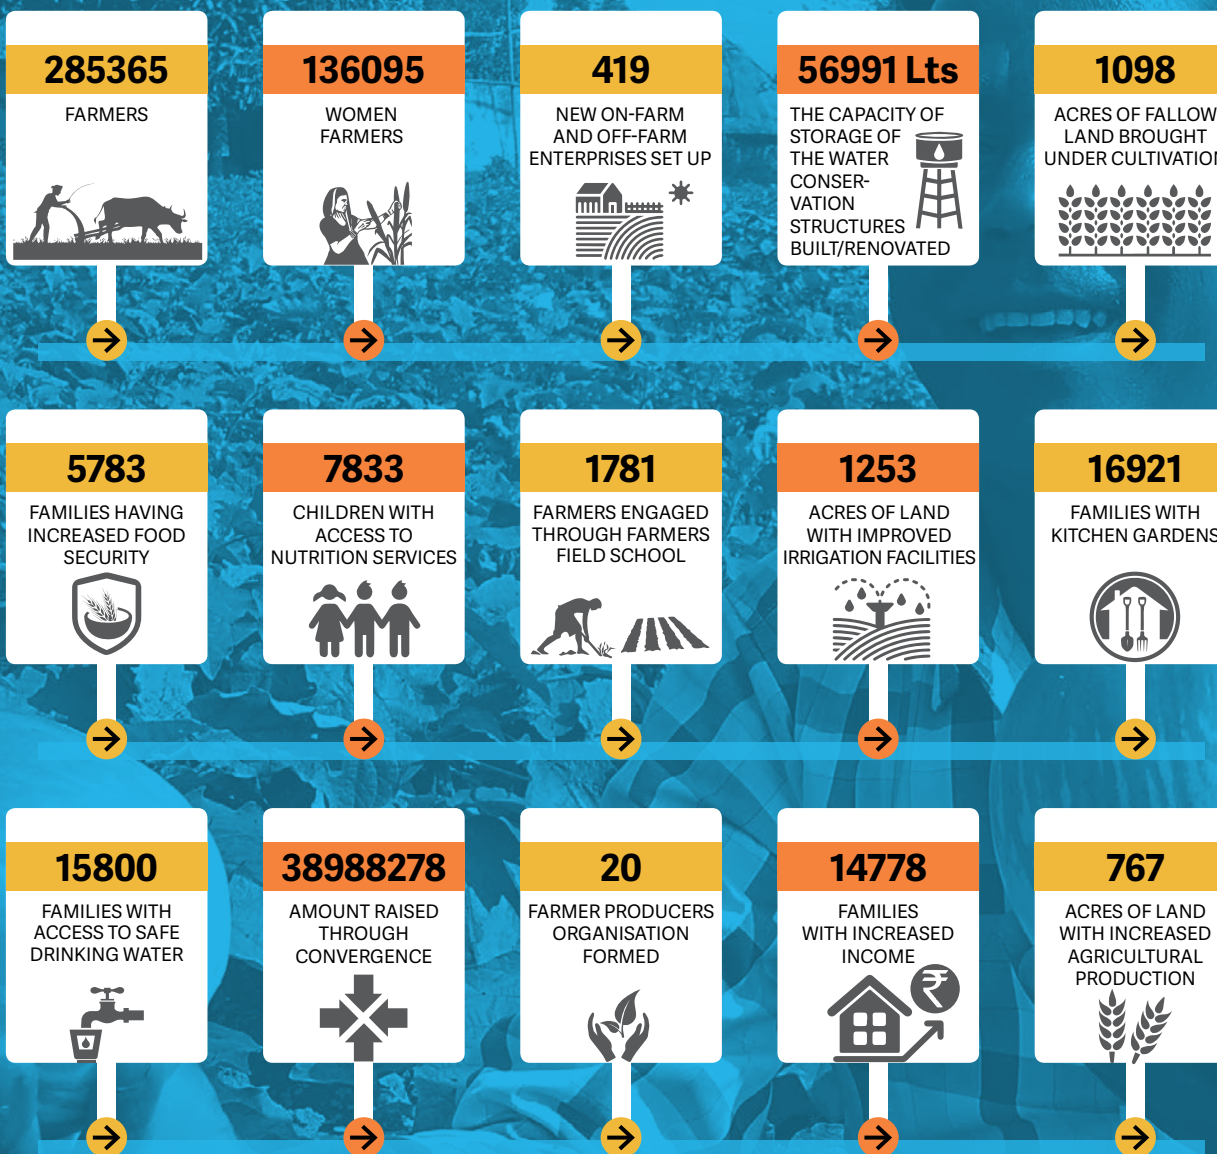 285365
FARMERS
136095
WOMEN
FARMERS
419
NEW ON-FARM
AND OFF-FARM
ENTERPRISES SET UP
56991 Lts
THE CAPACITY OF
STORAGE OF
THE WATER
CONSER-
VATION
STRUCTURES
BUILT/RENOVATED
1098
ACRES OF FALLOW
LAND BROUGHT
UNDER CULTIVATION
5783
FAMILIES HAVING
INCREASED FOOD
SECURITY
7833
CHILDREN WITH
ACCESS TO
NUTRITION SERVICES
1781
FARMERS ENGAGED
THROUGH FARMERS
FIELD SCHOOL
1253
ACRES OF LAND
WITH IMPROVED
IRRIGATION FACILITIES
16921
FAMILIES WITH
KITCHEN GARDENS
15800
FAMILIES WITH
ACCESS TO SAFE
DRINKING WATER
38988278
AMOUNT RAISED
THROUGH
CONVERGENCE
20
FARMER PRODUCERS
ORGANISATION
FORMED
14778
FAMILIES
WITH INCREASED
INCOME
₹
767
ACRES OF LAND
WITH INCREASED
AGRICULTURAL
PRODUCTION